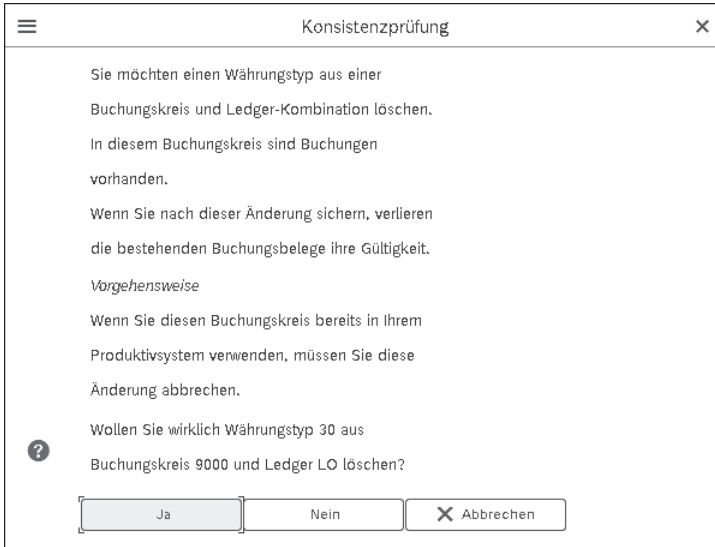 Konsistenzprüfung
Sie möchten einen Währungstyp aus einer
Buchungskreis und Ledger-Kombination löschen.
In diesem Buchungskreis sind Buchungen
vorhanden.
Wenn Sie nach dieser Änderung sichern, verlieren
die bestehenden Buchungsbelege ihre Gültigkeit.
Vorgehensweise
Wenn Sie diesen Buchungskreis bereits in Ihrem
Produktivsystem verwenden, müssen Sie diese
Änderung abbrechen.
Wollen Sie wirklich Währungstyp 30 aus
Buchungskreis 9000 und Ledger LO löschen?
Ja
Nein
Abbrechen